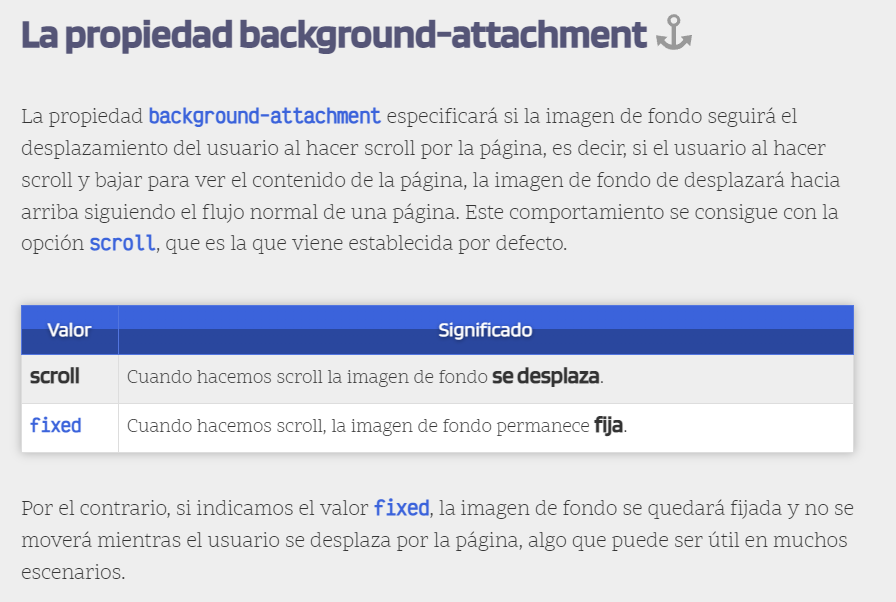 La propiedad background-attachment
La propiedad background-attachment especificará si la imagen de fondo seguirá el
desplazamiento del usuario al hacer scroll por la página, es decir, si el usuario al hacer
scroll y bajar para ver el contenido de la página, la imagen de fondo de desplazará hacia
arriba siguiendo el flujo normal de una página. Este comportamiento se consigue con la
opción scroll, que es la que viene establecida por defecto.
Valor Significado
scroll Cuando hacemos scroll la imagen de fondo se desplaza.
fixed Cuando hacemos scroll, la imagen de fondo permanece fija.
Por el contrario, si indicamos el valor fixed, la imagen de fondo se quedará fijada y no se
moverá mientras el usuario se desplaza por la página, algo que puede ser útil en muchos
escenarios.